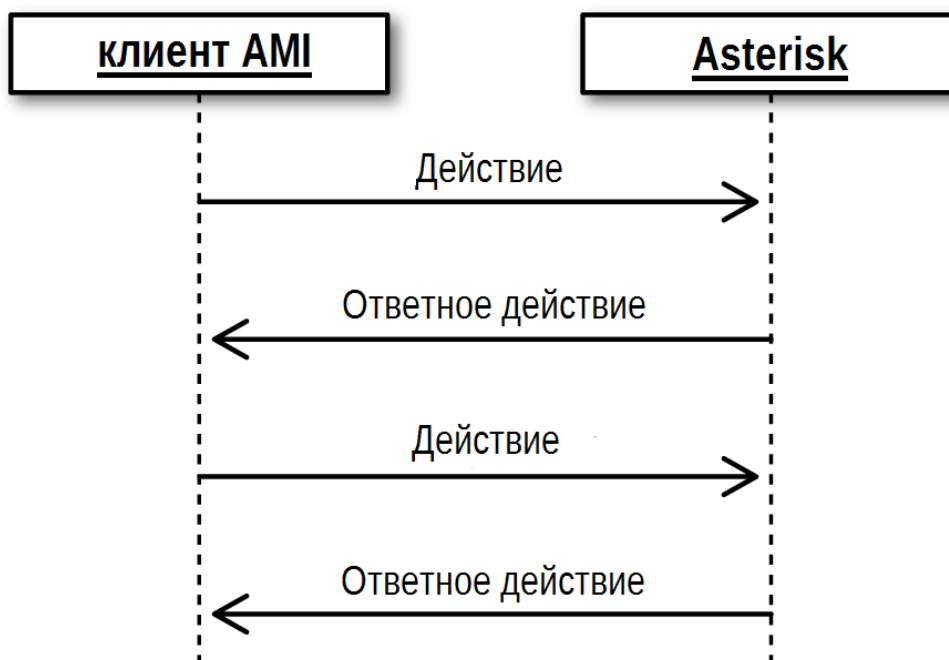 клиент AMI
Asterisk
Действие
Ответное действие
Действие
Ответное действие